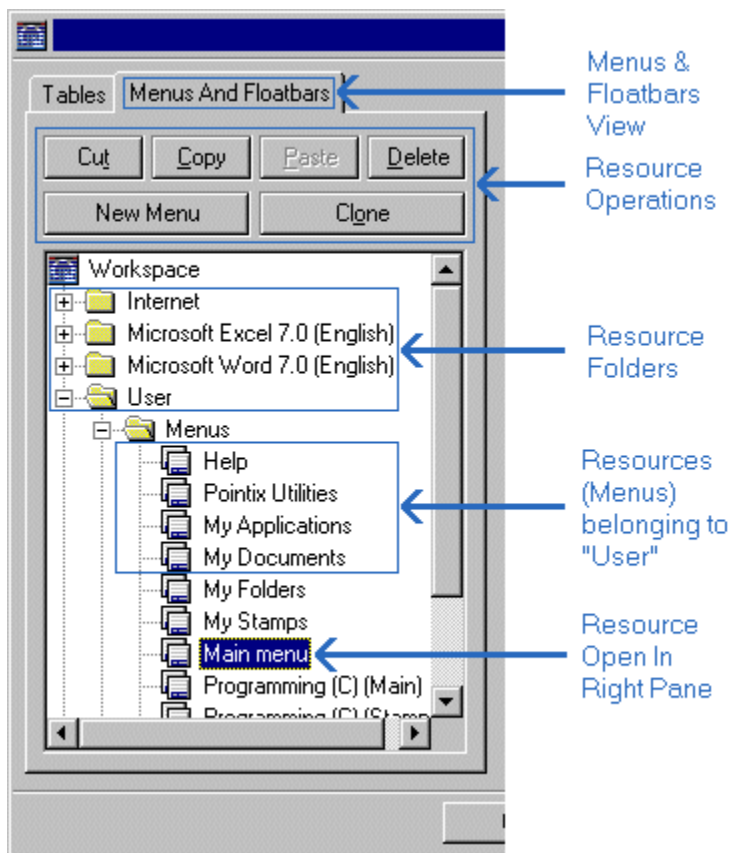 Tables
Menus And Floatbars
Menus &
Floatbars
View
Cut
Copy
Paste
Delete
New Menu
Clone
Resource
Operations
Workspace
Internet
Microsoft Excel 7.0 (English)
Microsoft Word 7.0 (English)
User
Resource
Folders
Menus
Help
Pointix Utilities
My Applications
My Documents
Resources
(Menus)
belonging to
"User"
My Folders
My Stamps
Main menu
Programming (C) (Main)
Programming (C) (Stamp
Resource
Open In
Right Pane